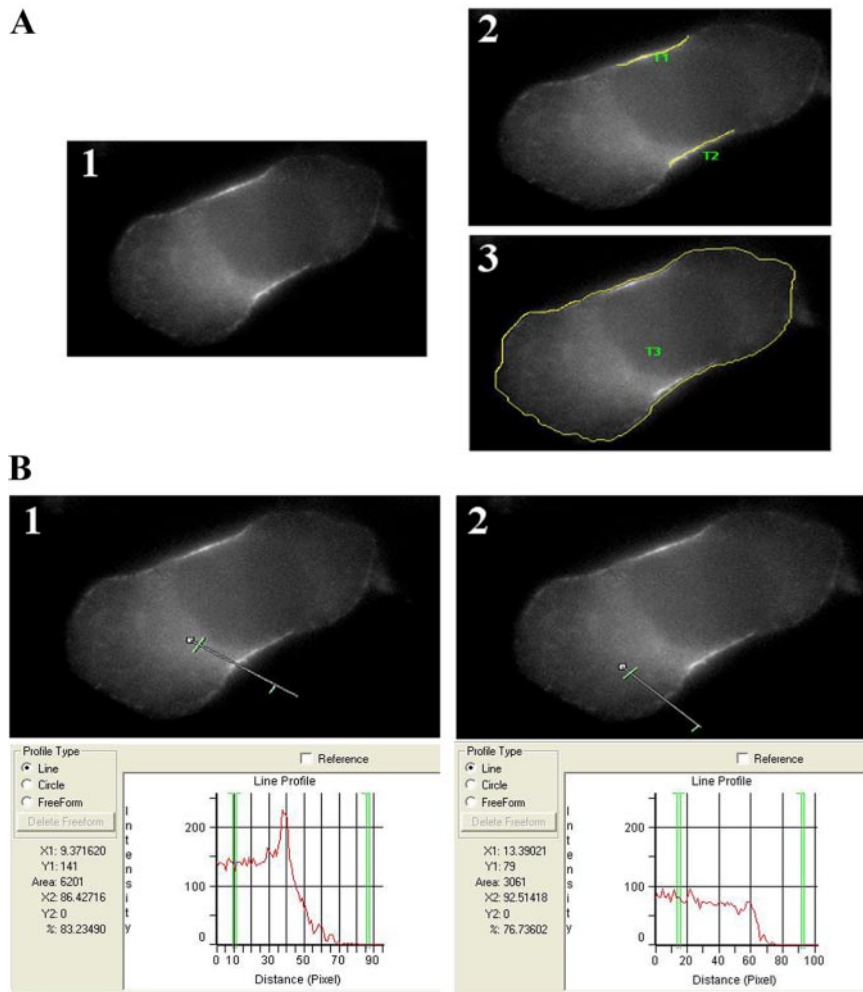 A
1
2
T1
T2
3
T3
B
1
2
Profile Type
Line
Circle
FreeForm
Delete Freeform
X1: 9.371620
Y1: 141
Area: 6201
X2: 86.42716
Y2: 0
%: 83.23490
Reference
Line Profile
Intensity
200
100
0
0 10 30 50 70 90
Distance (Pixel)
Profile Type
Line
Circle
FreeForm
Delete Freeform
X1: 13.39021
Y1: 79
Area: 3061
X2: 92.51418
Y2: 0
%: 76.73602
Reference
Line Profile
Intensity
200
100
0
0 20 40 60 80 100
Distance (Pixel)